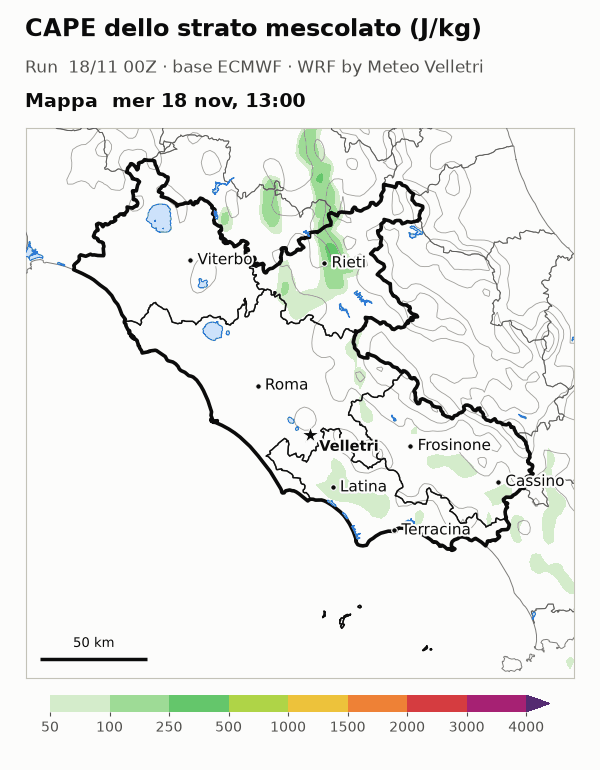 CAPE dello strato mescolato (J/kg)
Run 18/11 00Z · base ECMWF · WRF by Meteo Velletri
Mappa mer 18 nov, 13:00
Viterbo
Rieti
Roma
Velletri
Frosinone
Latina
Cassino
Terracina
50 km
50 100 250 500 1000 1500 2000 3000 4000